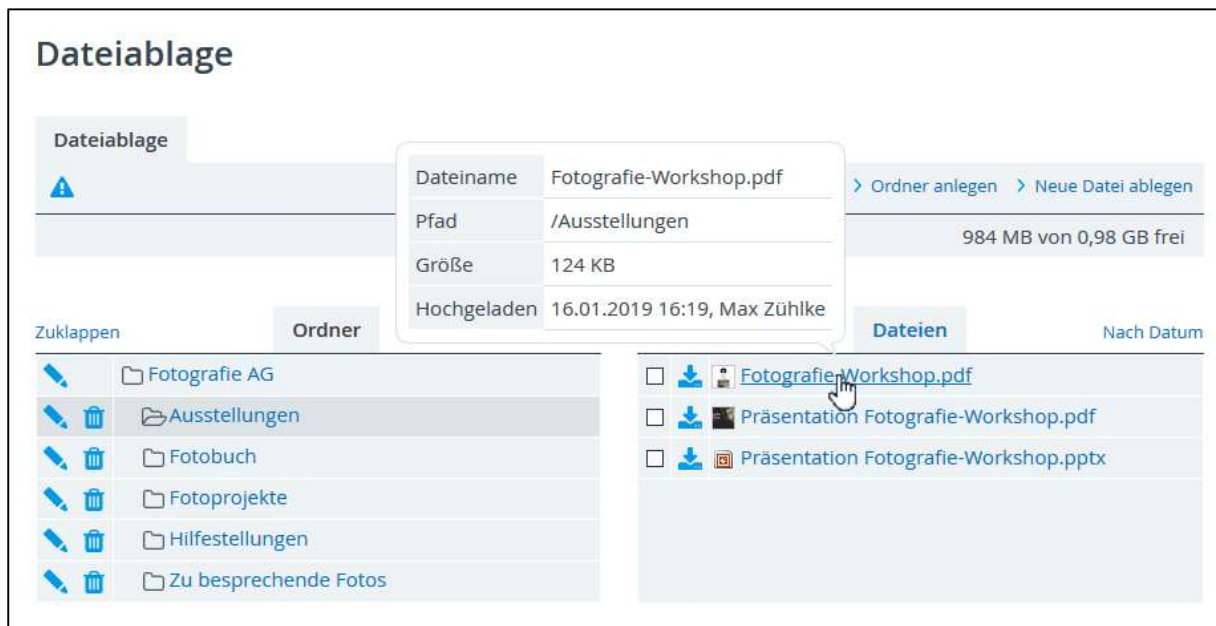 Dateiablage
Dateiablage
Dateiname Fotografie-Workshop.pdf
Pfad /Ausstellungen
Größe 124 KB
Hochgeladen 16.01.2019 16:19, Max Zühlke
Ordner anlegen Neue Datei ablegen
984 MB von 0,98 GB frei
Zuklappen Ordner
Fotografie AG
Ausstellungen
Fotobuch
Fotoprojekte
Hilfestellungen
Zu besprechende Fotos
Dateien Nach Datum
Fotografie-Workshop.pdf
Präsentation Fotografie-Workshop.pdf
Präsentation Fotografie-Workshop.pptx